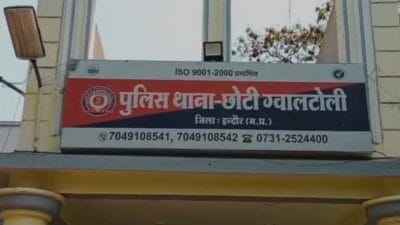 ISO 9001-2000 प्रमाणित
पुलिस थाना-छोटी ग्वालटोली
जिला : इन्दौर (म.प्र.)
7049108541, 7049108542 0731-2524400